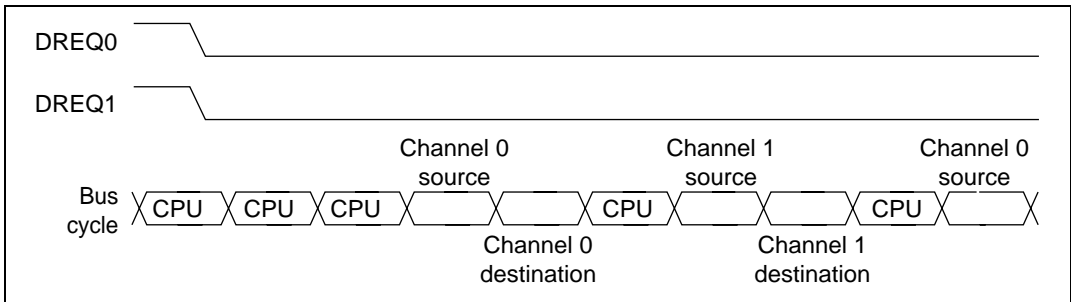 DREQ0
DREQ1
Channel 0 Channel 1 Channel 0
source source source
Bus
cycle
CPU CPU CPU CPU CPU
Channel 0 Channel 1
destination destination